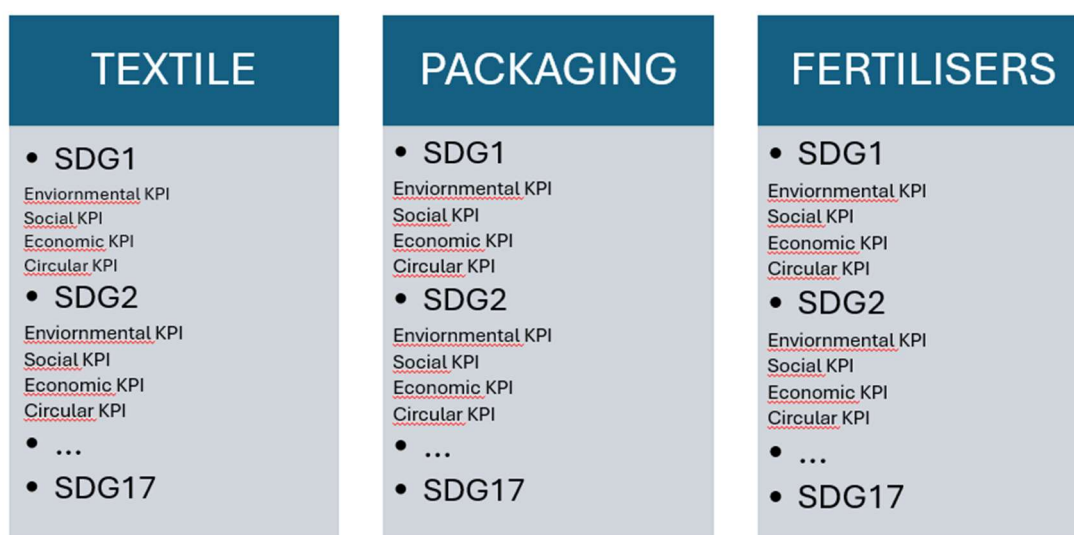 TEXTILE
• SDG1
Enviornmental KPI
Social KPI
Economic KPI
Circular KPI
• SDG2
Enviornmental KPI
Social KPI
Economic KPI
Circular KPI
• ...
• SDG17
PACKAGING
• SDG1
Enviornmental KPI
Social KPI
Economic KPI
Circular KPI
• SDG2
Enviornmental KPI
Social KPI
Economic KPI
Circular KPI
• ...
• SDG17
FERTILISERS
• SDG1
Enviornmental KPI
Social KPI
Economic KPI
Circular KPI
• SDG2
Enviornmental KPI
Social KPI
Economic KPI
Circular KPI
• ...
• SDG17